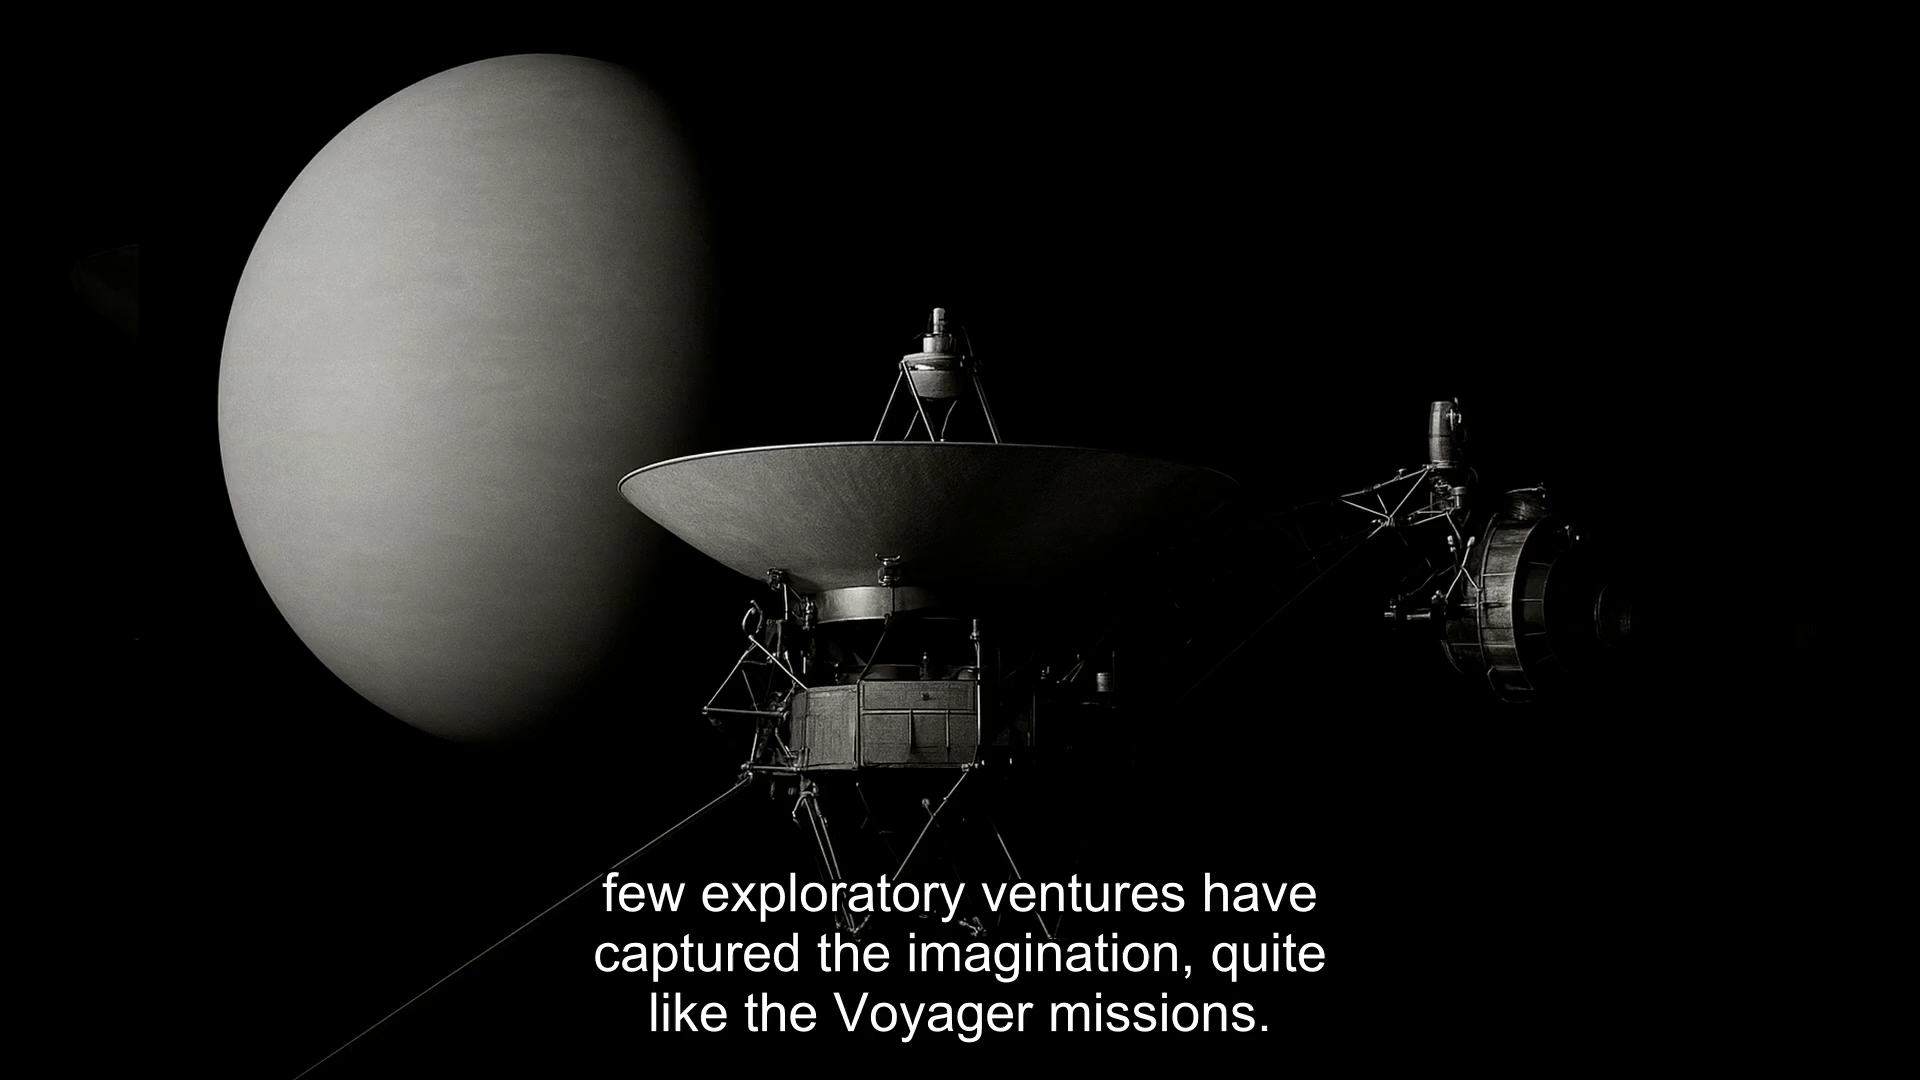 few exploratory ventures have
captured the imagination, quite
like the Voyager missions.